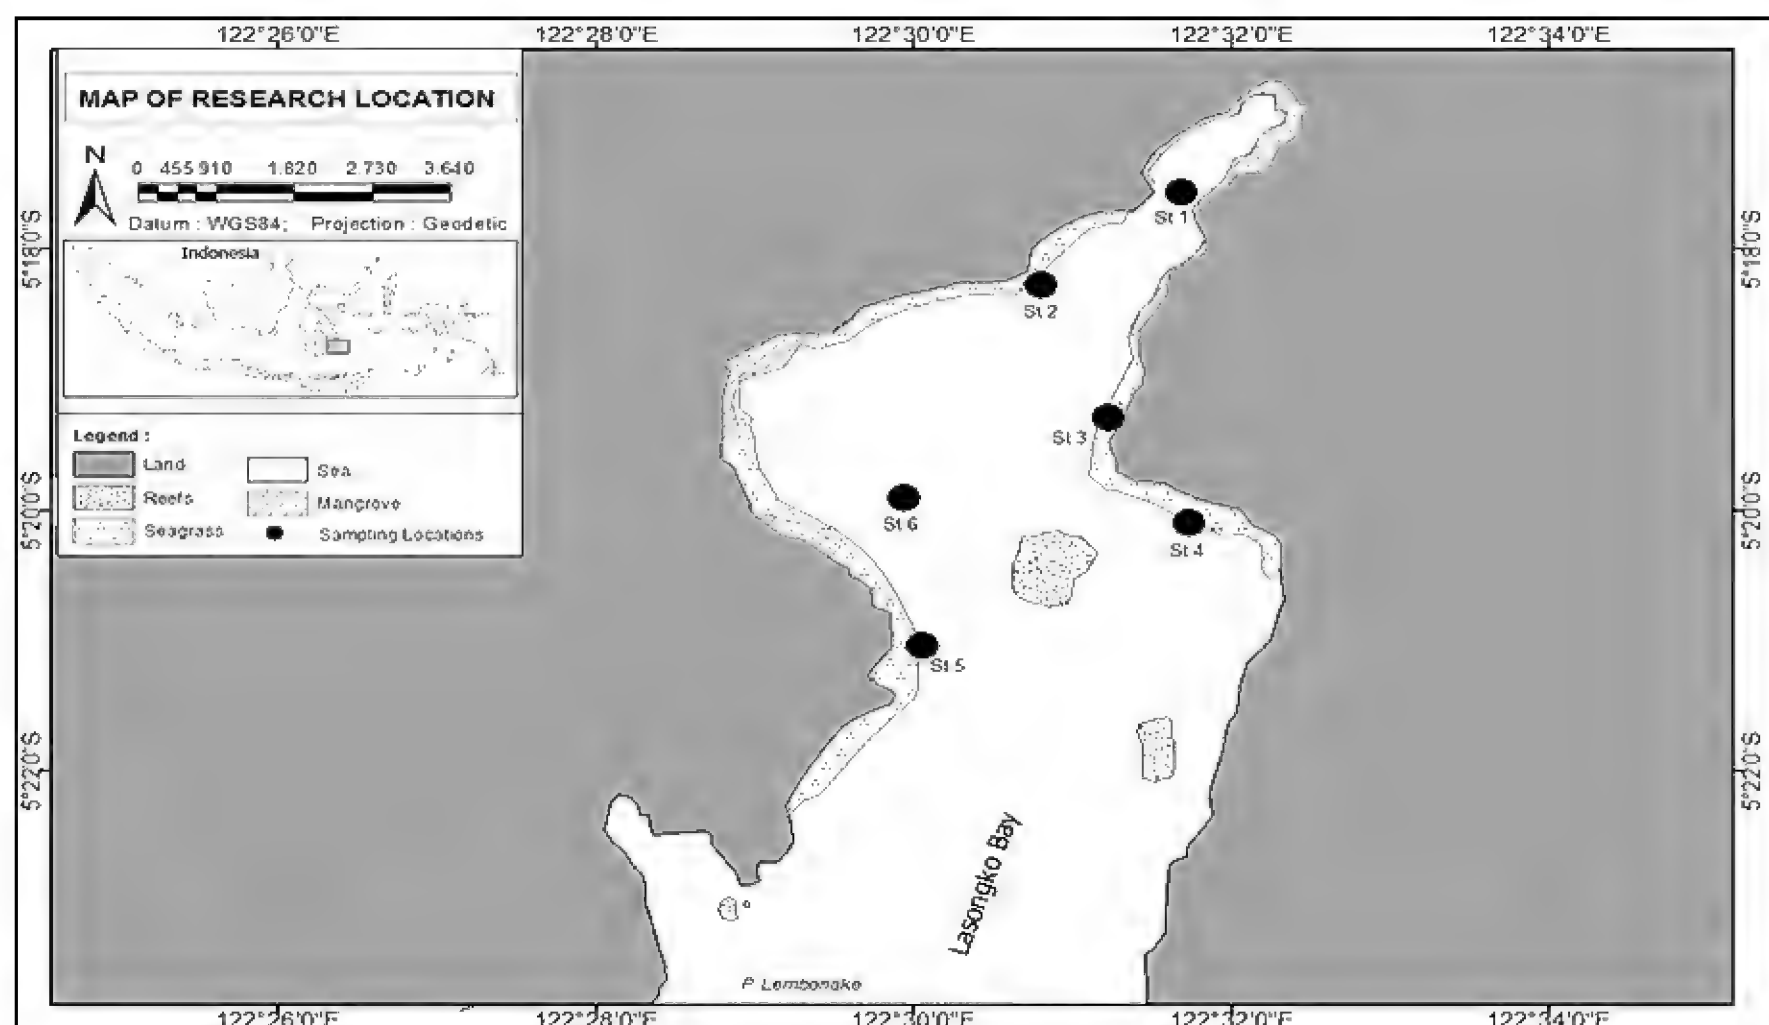 122°26'0"E 122°28'0"E 122°30'0"E 122°32'0"E 122°34'0"E
MAP OF RESEARCH LOCATION
N
0 455 910 1.820 2.730 3.640
Datum : WGS84; Projection : Geodetic
Indonesia
Legend :
Land
Sea
Reefs
Mangrove
Seagrass
Sampling Locations
5°18'0"S
5°20'0"S
5°22'0"S
St 1
St 2
St 3
St 6
St 4
St 5
Lasongko Bay
P Lembonako
5°18'0"S
5°20'0"S
5°22'0"S
122°26'0"E 122°28'0"E 122°30'0"E 122°32'0"E 122°34'0"E